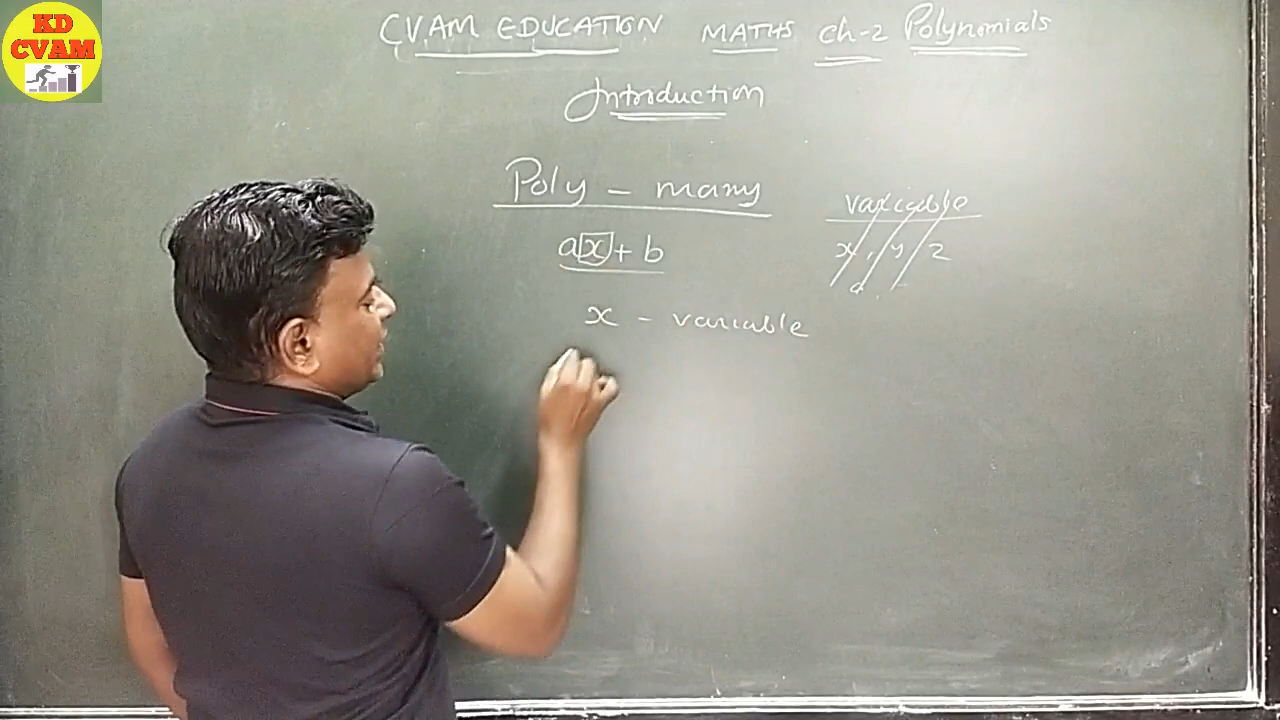 KD
CVAM
CVAM EDUCATION MATHS ch-2 Polynomials
Introduction
Poly - many
variable
ax + b
x, y, z
x - variable